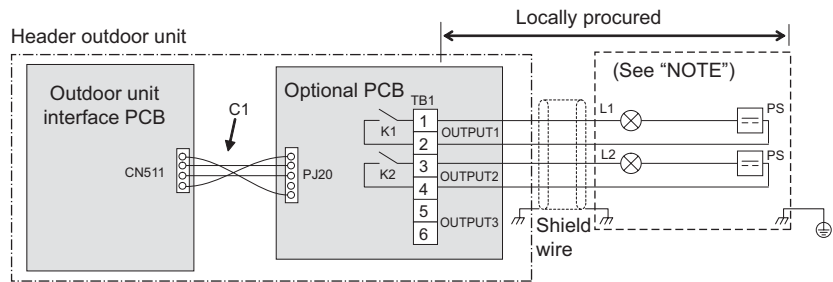 Locally procured
Header outdoor unit
(See “NOTE”)
Outdoor unit
interface PCB
C1
Optional PCB
TB1
L1
PS
1
K1
OUTPUT1
2
L2
PS
CN511
PJ20
3
K2
OUTPUT2
4
5
OUTPUT3
6
Shield
wire